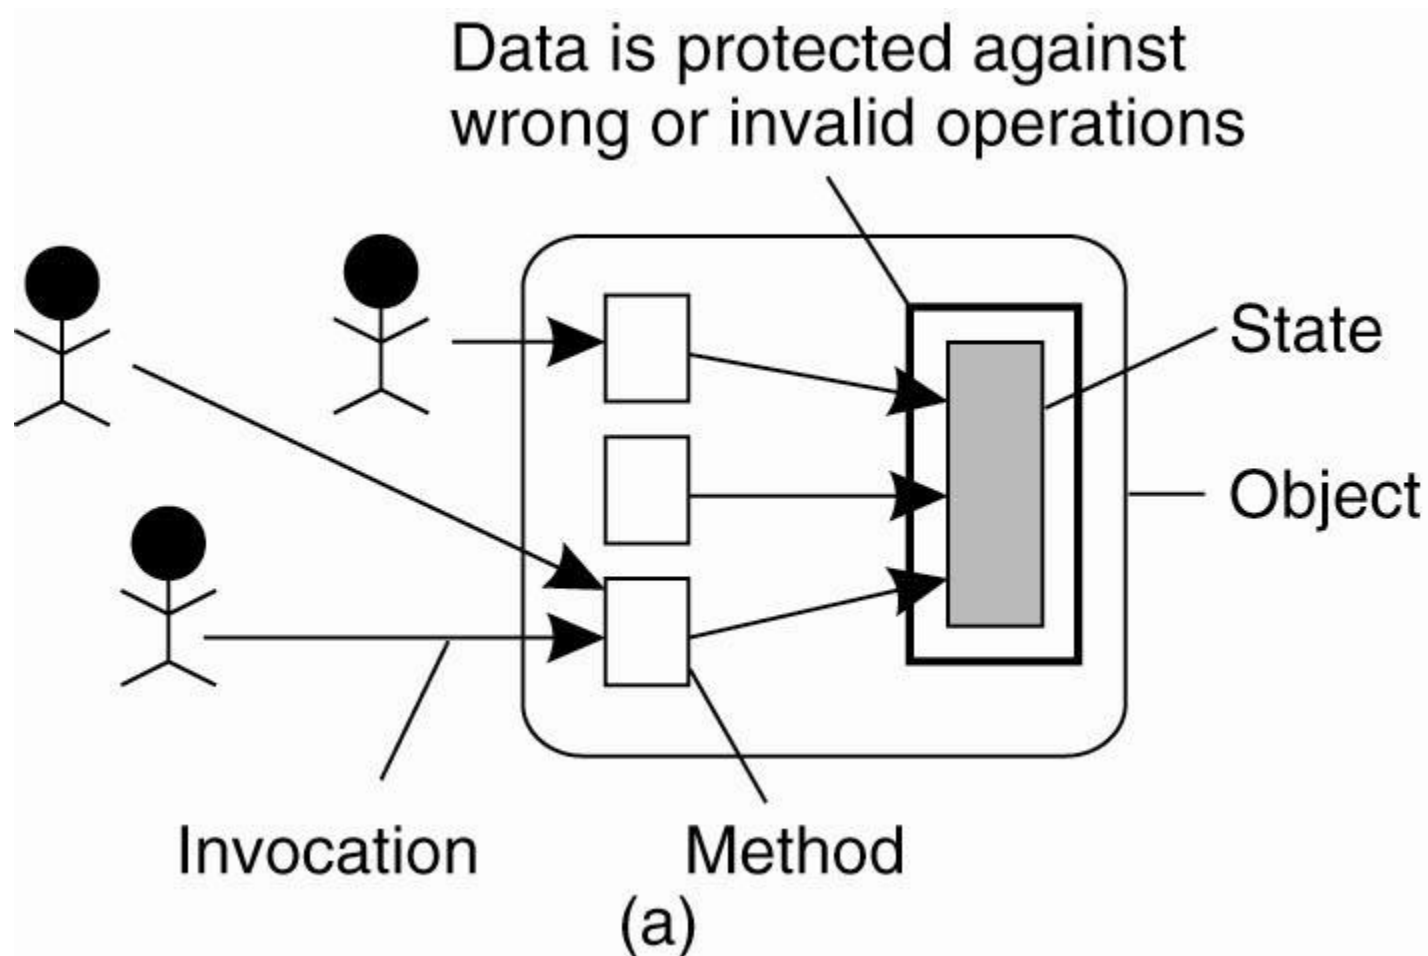 Data is protected against
wrong or invalid operations
State
Object
Invocation
Method
(a)